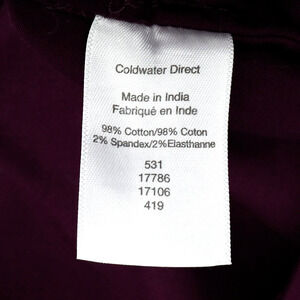 Coldwater Direct
Made in India
Fabriqué en Inde
98% Cotton/98% Coton
2% Spandex/2%Elasthanne
531
17786
17106
419